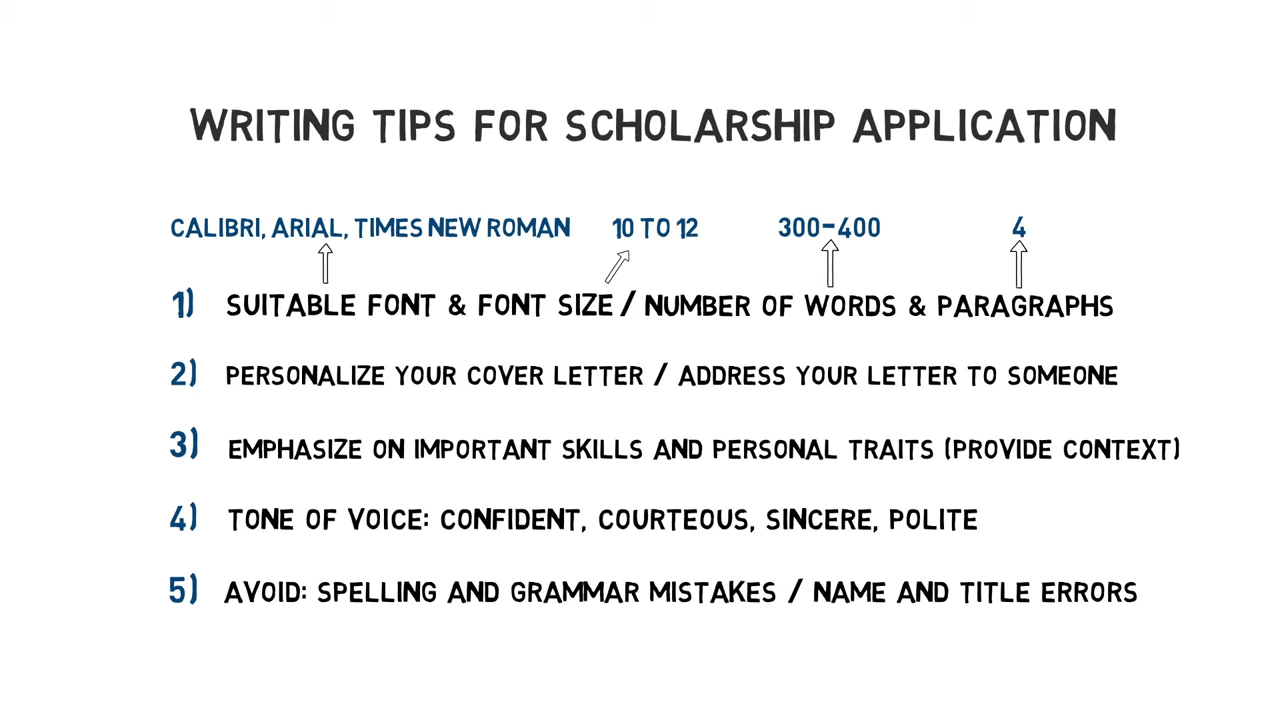 WRITING TIPS FOR SCHOLARSHIP APPLICATION
CALIBRI, ARIAL, TIMES NEW ROMAN 10 TO 12 300-400 4
1) SUITABLE FONT & FONT SIZE / NUMBER OF WORDS & PARAGRAPHS
2) PERSONALIZE YOUR COVER LETTER / ADDRESS YOUR LETTER TO SOMEONE
3) EMPHASIZE ON IMPORTANT SKILLS AND PERSONAL TRAITS (PROVIDE CONTEXT)
4) TONE OF VOICE: CONFIDENT, COURTEOUS, SINCERE, POLITE
5) AVOID: SPELLING AND GRAMMAR MISTAKES / NAME AND TITLE ERRORS